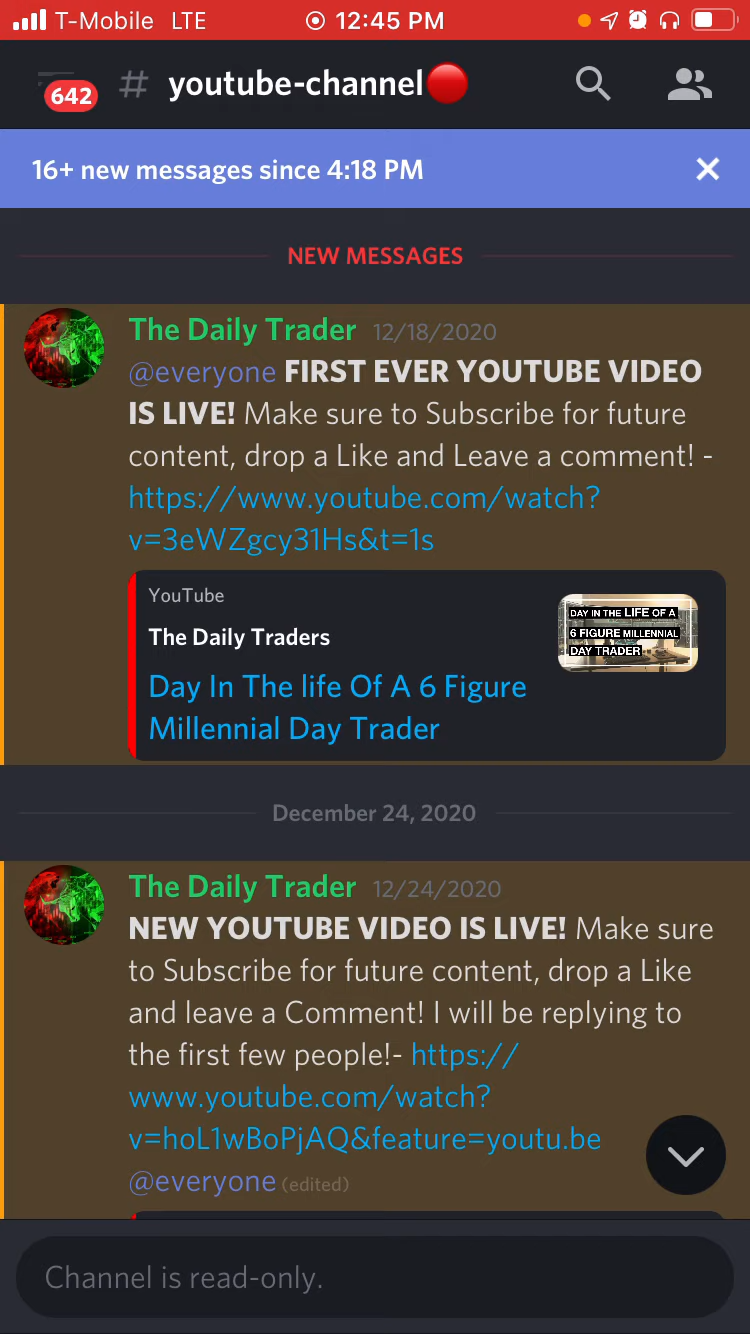 T-Mobile LTE 12:45 PM
642 # youtube-channel
16+ new messages since 4:18 PM
NEW MESSAGES
The Daily Trader 12/18/2020
@everyone FIRST EVER YOUTUBE VIDEO
IS LIVE! Make sure to Subscribe for future
content, drop a Like and Leave a comment! -
https://www.youtube.com/watch?
v=3eWZgcy31Hs&t=1s
YouTube
The Daily Traders
Day In The life Of A 6 Figure
Millennial Day Trader
DAY IN THE LIFE OF A
6 FIGURE MILLENNIAL
DAY TRADER
December 24, 2020
The Daily Trader 12/24/2020
NEW YOUTUBE VIDEO IS LIVE! Make sure
to Subscribe for future content, drop a Like
and leave a Comment! I will be replying to
the first few people!- https://
www.youtube.com/watch?
v=hoL1wBoPjAQ&feature=youtu.be
@everyone (edited)
Channel is read-only.